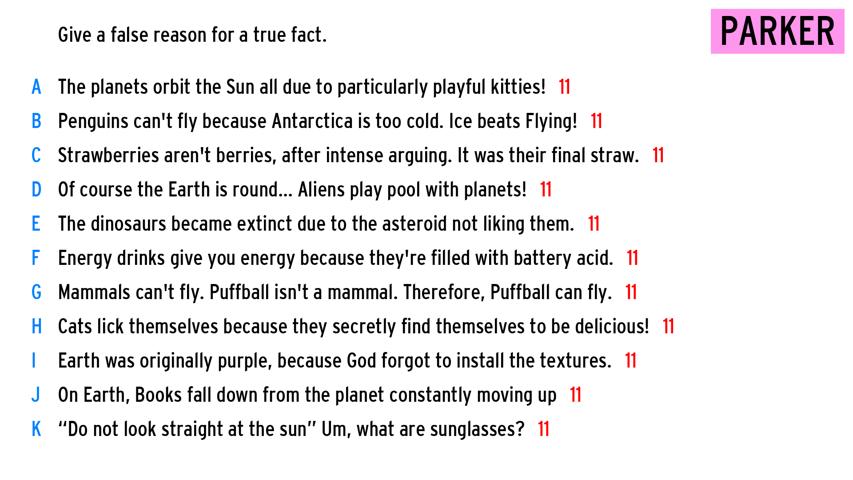 Give a false reason for a true fact.
PARKER
A The planets orbit the Sun all due to particularly playful kitties! 11
B Penguins can't fly because Antarctica is too cold. Ice beats Flying! 11
C Strawberries aren't berries, after intense arguing. It was their final straw. 11
D Of course the Earth is round... Aliens play pool with planets! 11
E The dinosaurs became extinct due to the asteroid not liking them. 11
F Energy drinks give you energy because they're filled with battery acid. 11
G Mammals can't fly. Puffball isn't a mammal. Therefore, Puffball can fly. 11
H Cats lick themselves because they secretly find themselves to be delicious! 11
I Earth was originally purple, because God forgot to install the textures. 11
J On Earth, Books fall down from the planet constantly moving up 11
K “Do not look straight at the sun” Um, what are sunglasses? 11